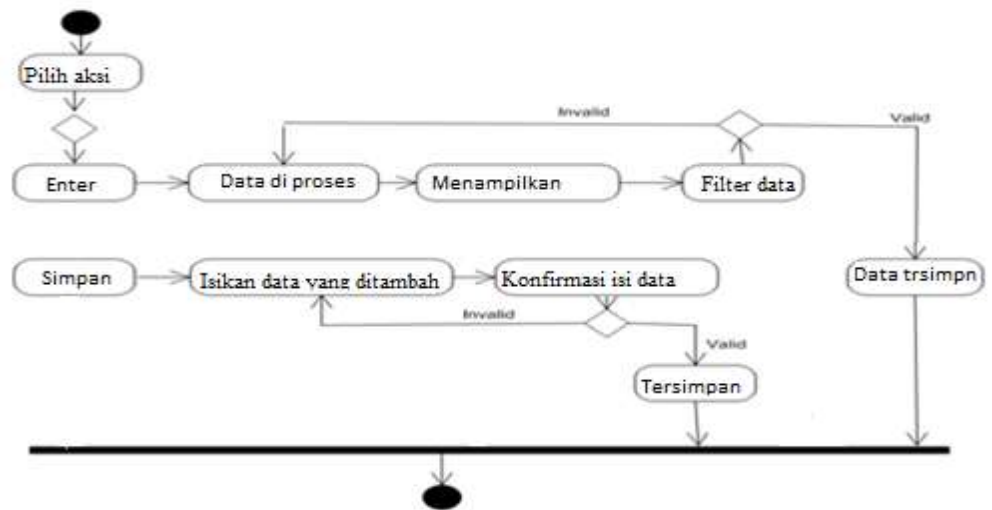 Pilih aksi
Invalid
Valid
Enter
Data di proses
Menampilkan
Filter data
Simpan
Isikan data yang ditambah
Konfirmasi isi data
Data trsimpn
Invalid
Valid
Tersimpan